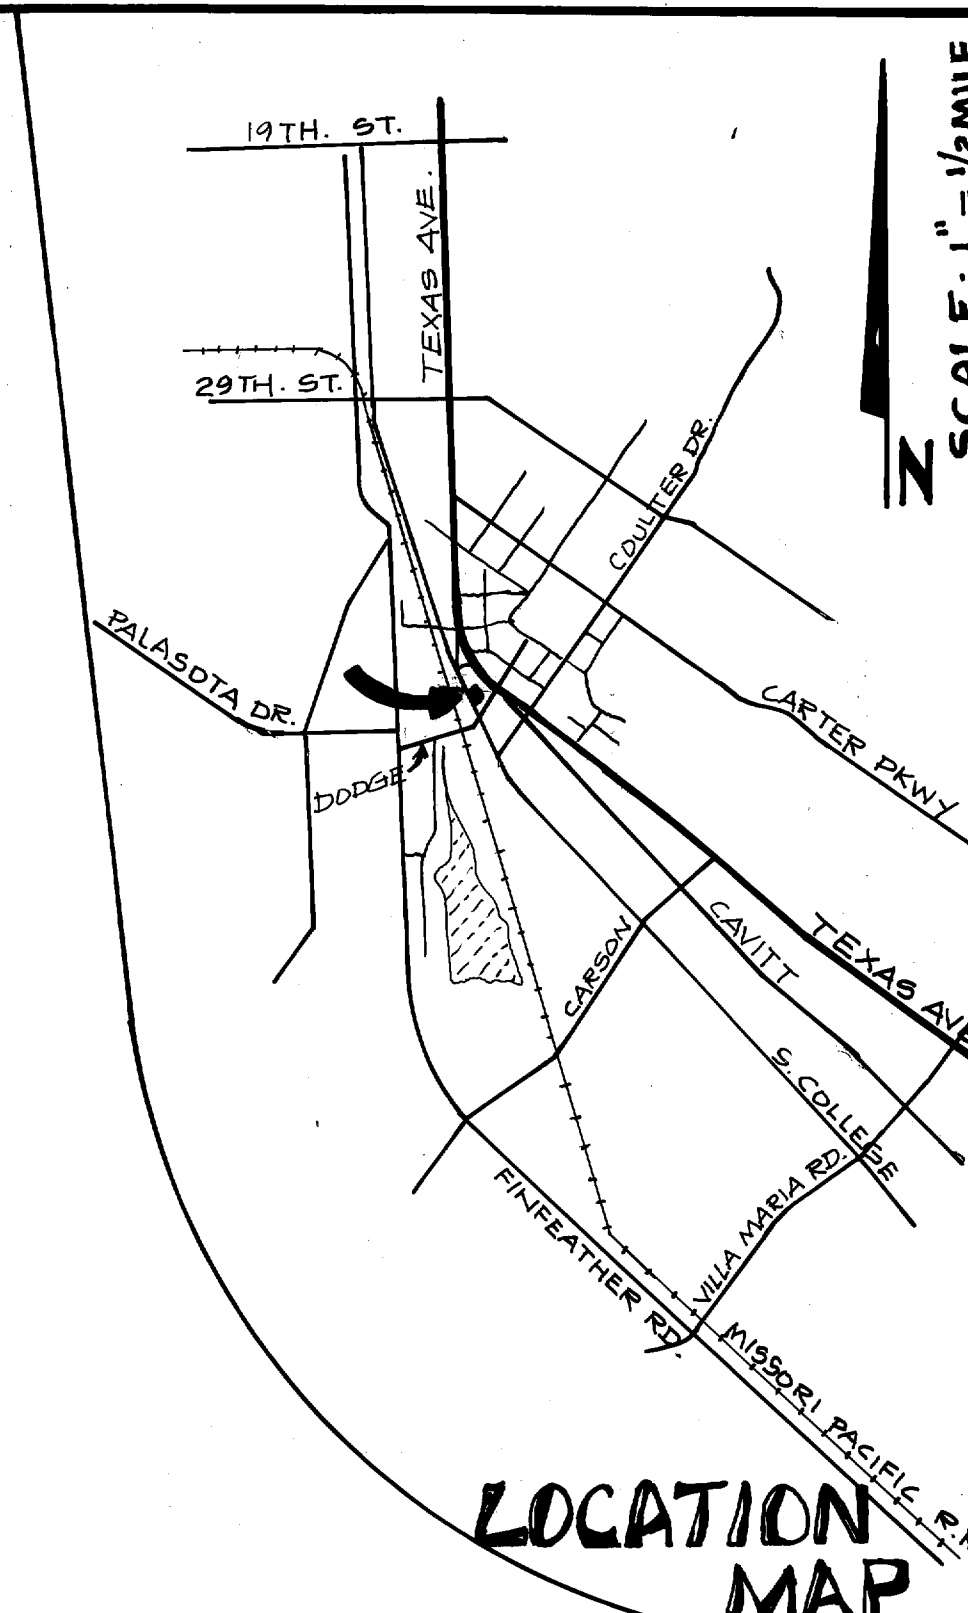 19TH. ST.
TEXAS AVE.
29TH. ST.
SCALE: 1" = 1/2 MILE
N
COULTER DR.
PALASOTA DR.
CARTER PKWY
DODGE
CARSON
CAVITT
TEXAS AVE
S. COLLEGE
VILLA MARIA RD.
FINFEATHER RD.
MISSORI PACIFIC R.R
LOCATION
MAP